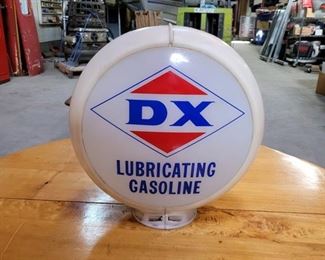 DX
LUBRICATING
GASOLINE